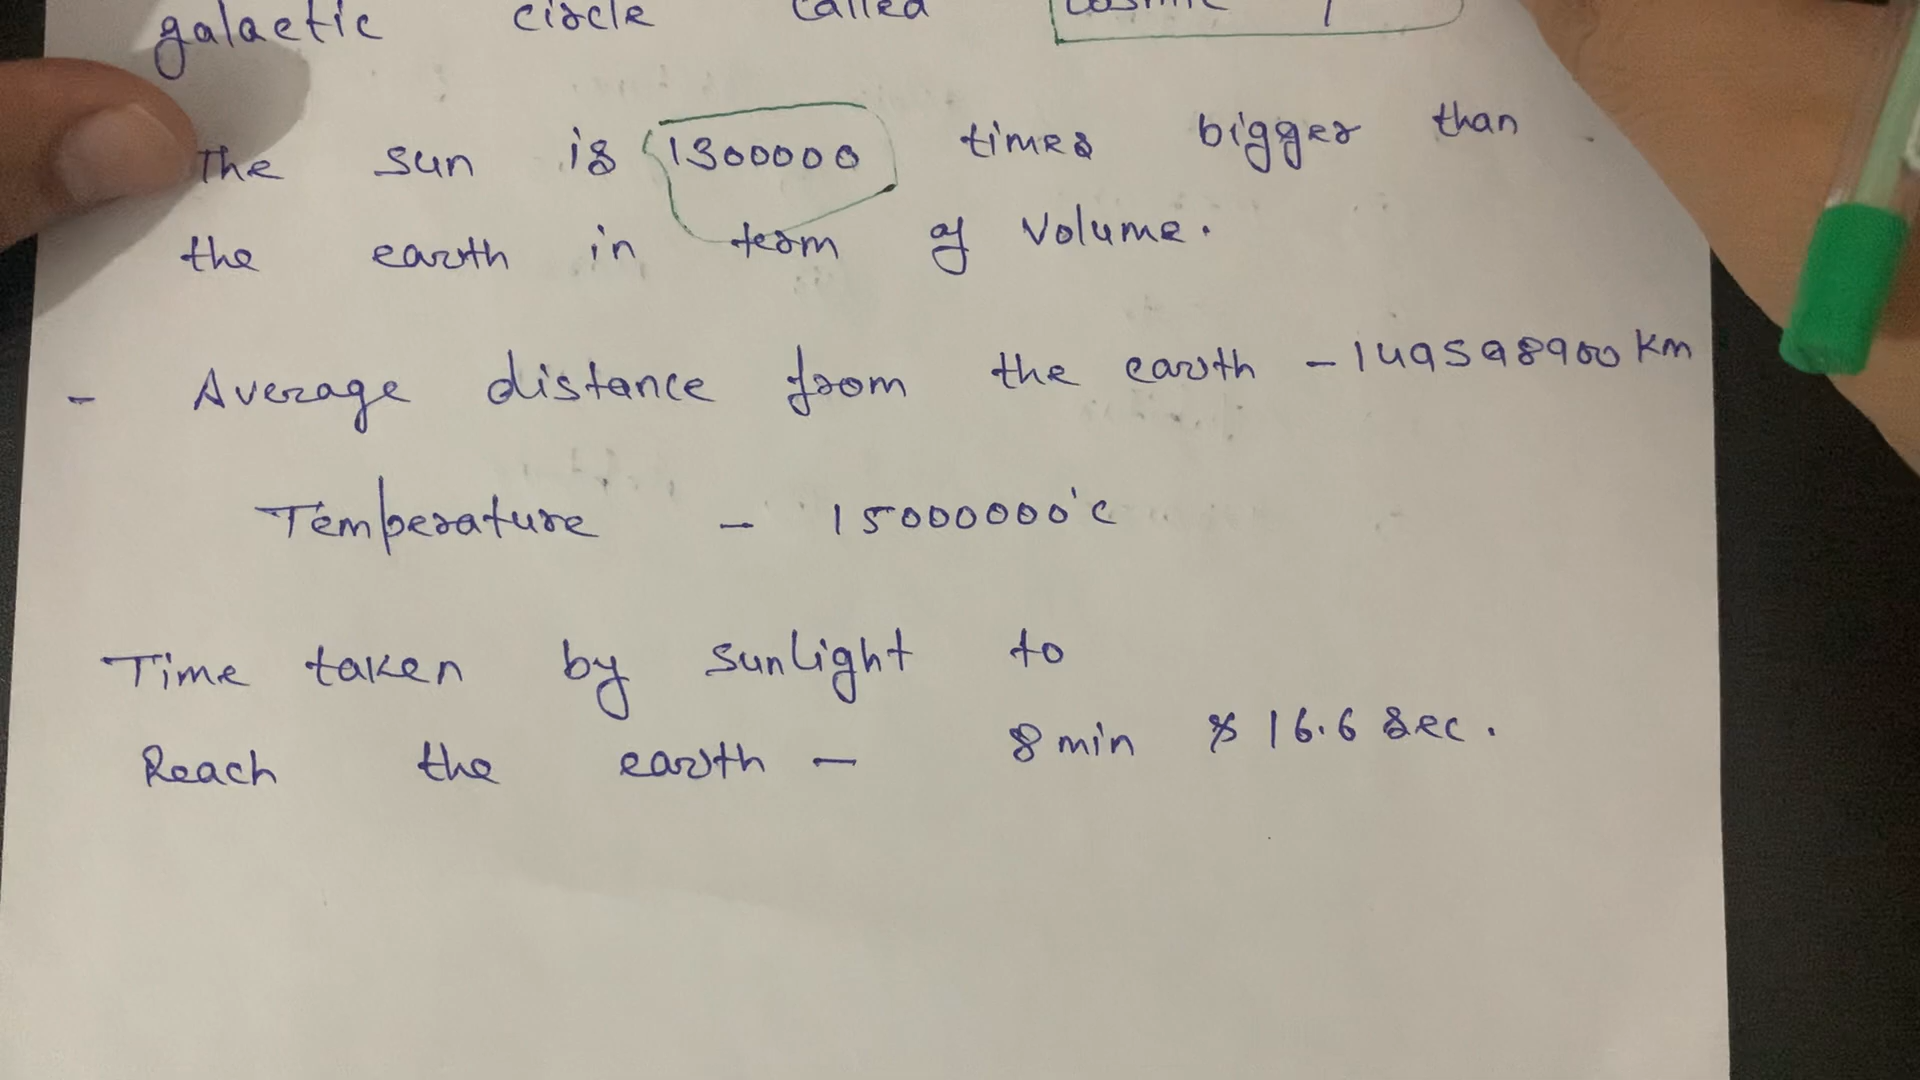 galactic circle called cosmic
The sun is 1300000 times bigger than
the earth in term of volume.
- Average distance from the earth - 149598900 Km
Temperature - 15000000°C
Time taken by sunlight to
Reach the earth - 8 min & 16.6 sec.